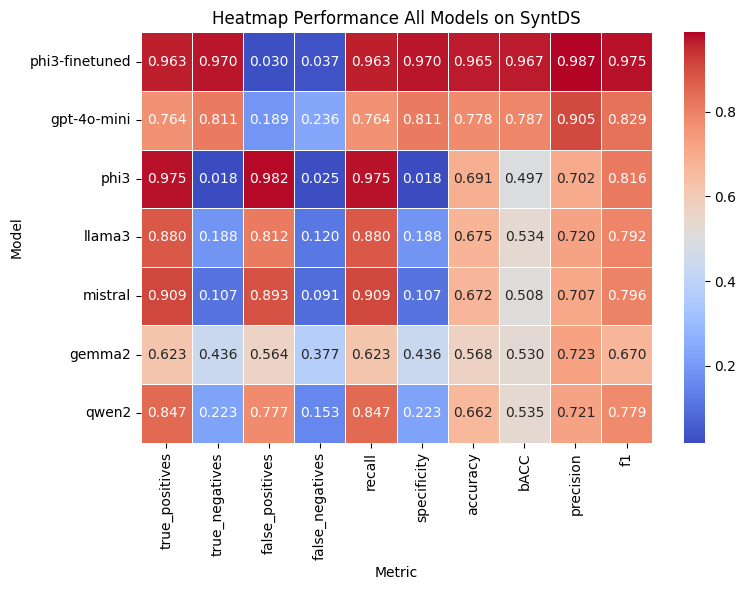 Heatmap Performance All Models on SyntDS
Model
phi3-finetuned 0.963 0.970 0.030 0.037 0.963 0.970 0.965 0.967 0.987 0.975
gpt-4o-mini 0.764 0.811 0.189 0.236 0.764 0.811 0.778 0.787 0.905 0.829
phi3 0.975 0.018 0.982 0.025 0.975 0.018 0.691 0.497 0.702 0.816
llama3 0.880 0.188 0.812 0.120 0.880 0.188 0.675 0.534 0.720 0.792
mistral 0.909 0.107 0.893 0.091 0.909 0.107 0.672 0.508 0.707 0.796
gemma2 0.623 0.436 0.564 0.377 0.623 0.436 0.568 0.530 0.723 0.670
qwen2 0.847 0.223 0.777 0.153 0.847 0.223 0.662 0.535 0.721 0.779
true_positives
true_negatives
false_positives
false_negatives
recall
specificity
accuracy
bACC
precision
f1
Metric
0.8
0.6
0.4
0.2